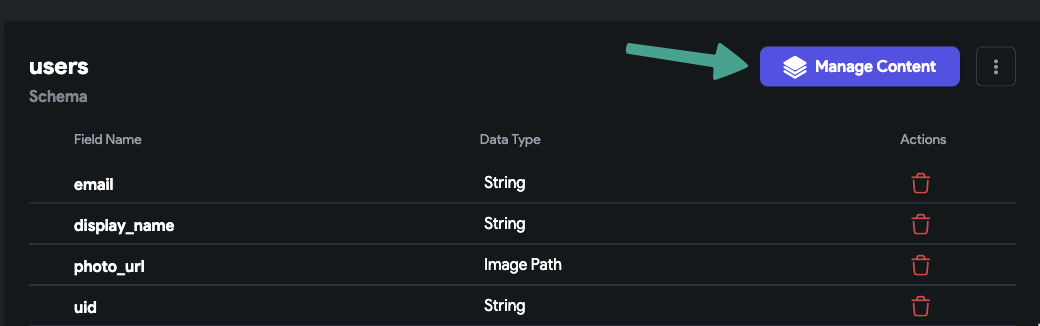 users
Manage Content
Schema
Field Name Data Type Actions
email String
display_name String
photo_url Image Path
uid String